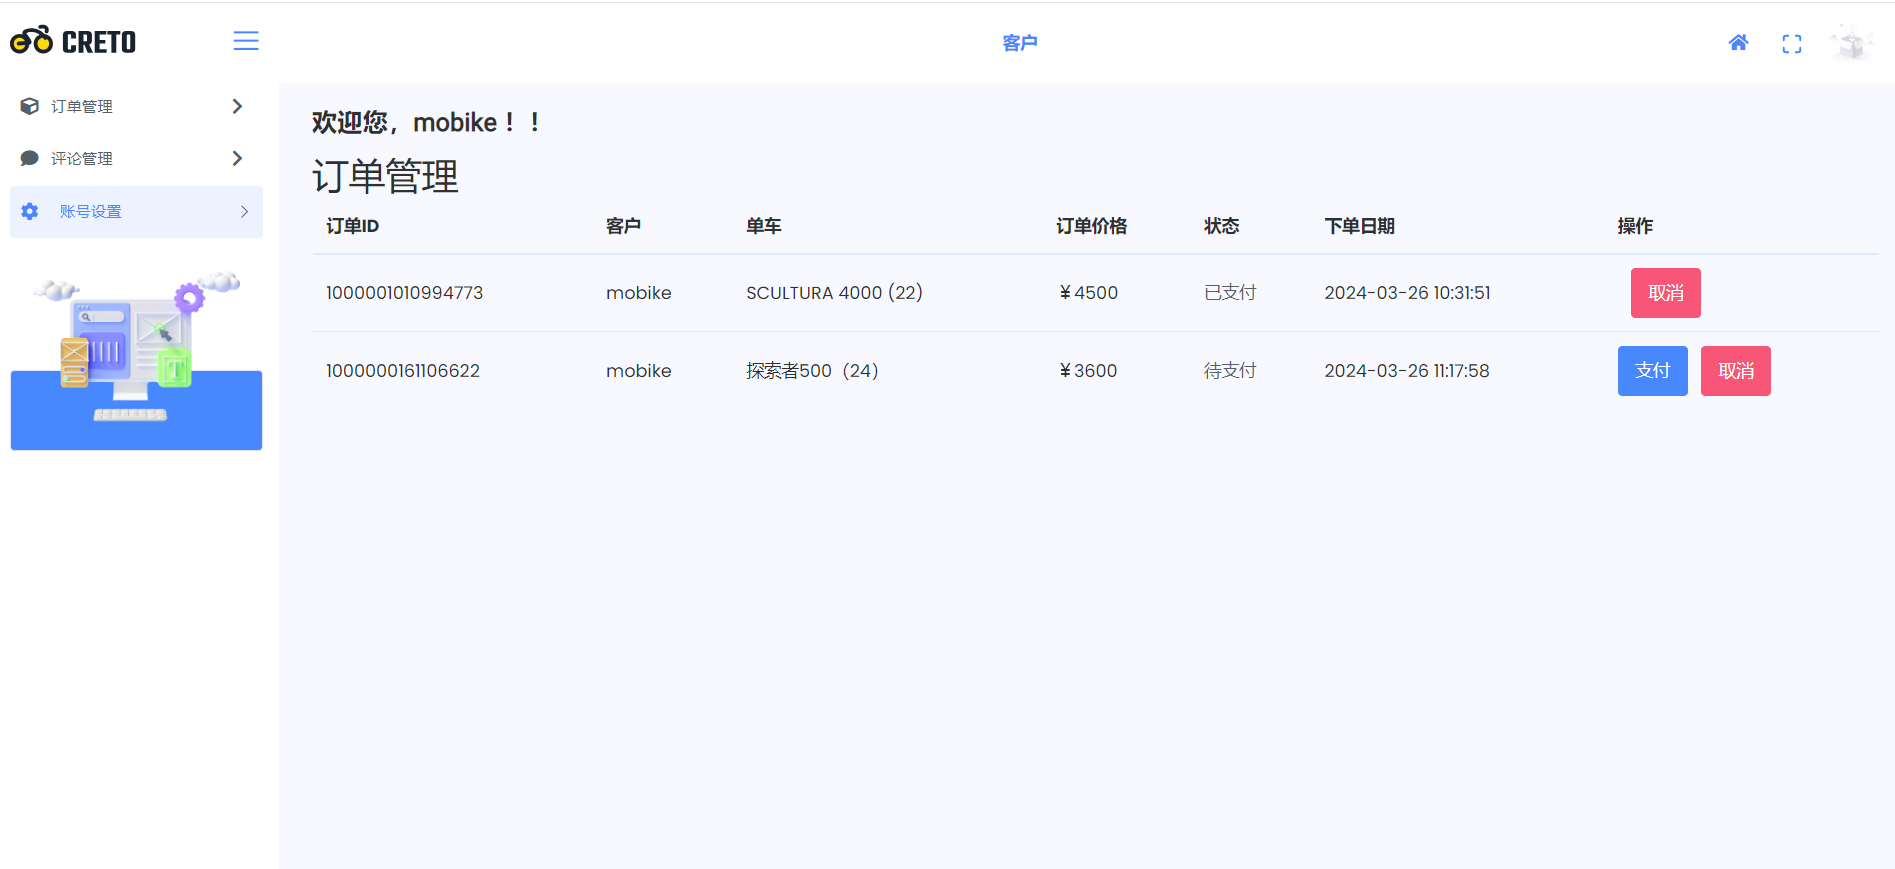 CRETO
客户
订单管理
评论管理
账号设置
欢迎您，mobike！！
订单管理
订单ID 客户 单车 订单价格 状态 下单日期 操作
1000001010994773 mobike SCULTURA 4000 (22) ￥4500 已支付 2024-03-26 10:31:51 取消
1000000161106622 mobike 探索者500（24） ￥3600 待支付 2024-03-26 11:17:58 支付 取消
T